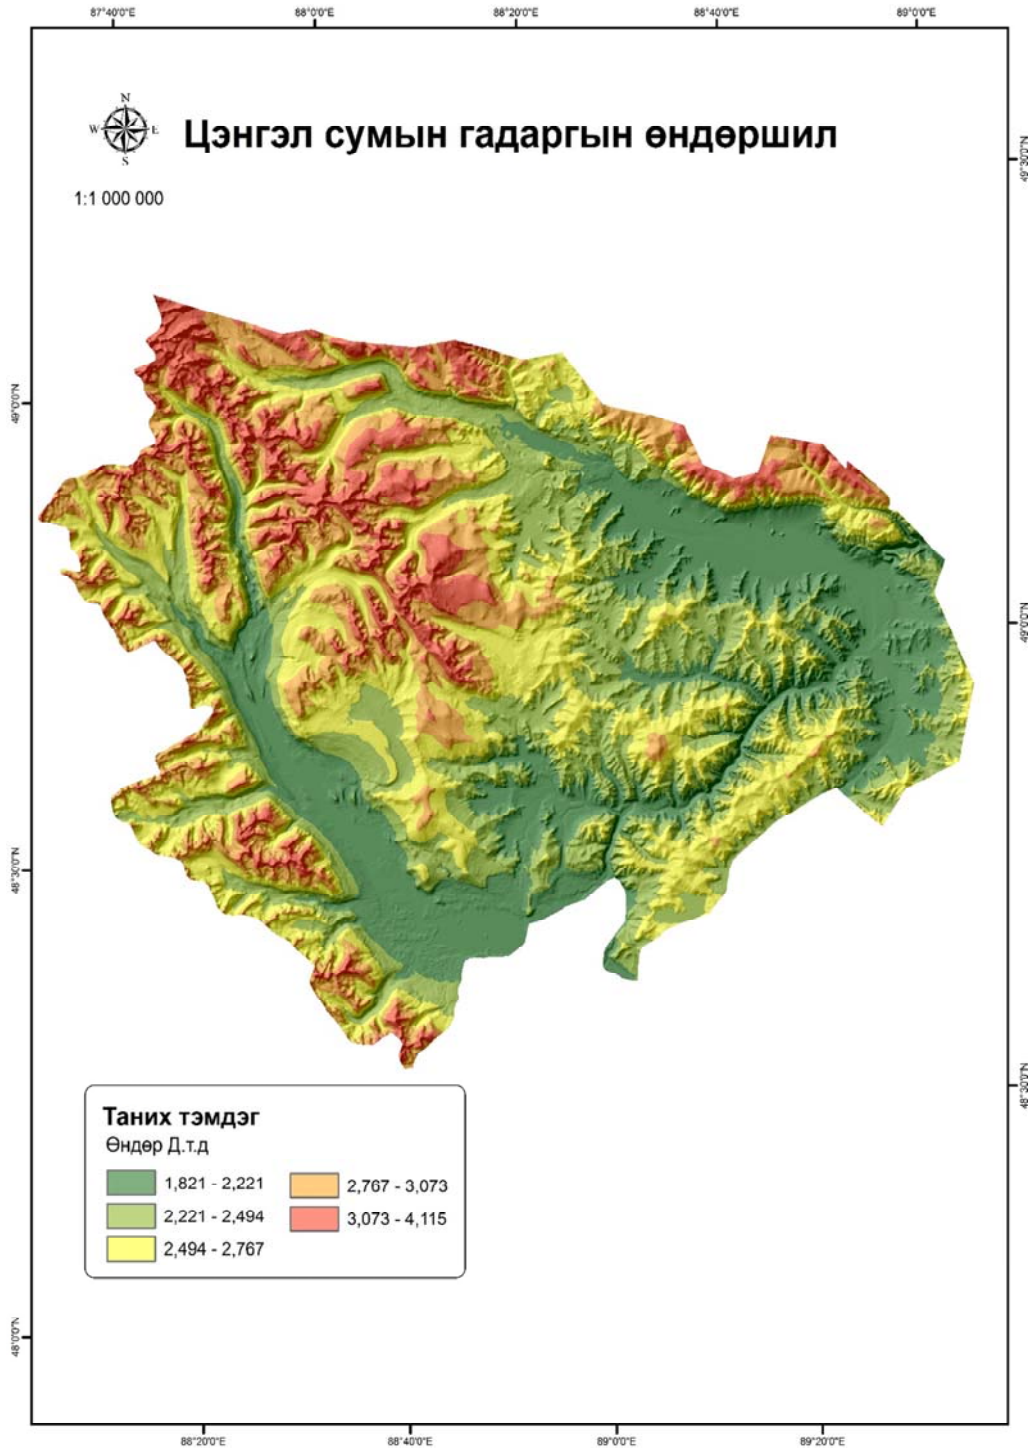 87°40'0"E 88°0'0"E 88°20'0"E 88°40'0"E 89°0'0"E
N
W E
S
Цэнгэл сумын гадаргын өндөршил
1:1 000 000
49°30'0"N
49°0'0"N
49°0'0"N
48°30'0"N
48°30'0"N
48°0'0"N
Таних тэмдэг
Өндөр Д.т.д
1,821 - 2,221
2,221 - 2,494
2,494 - 2,767
2,767 - 3,073
3,073 - 4,115
88°20'0"E 88°40'0"E 89°0'0"E 89°20'0"E